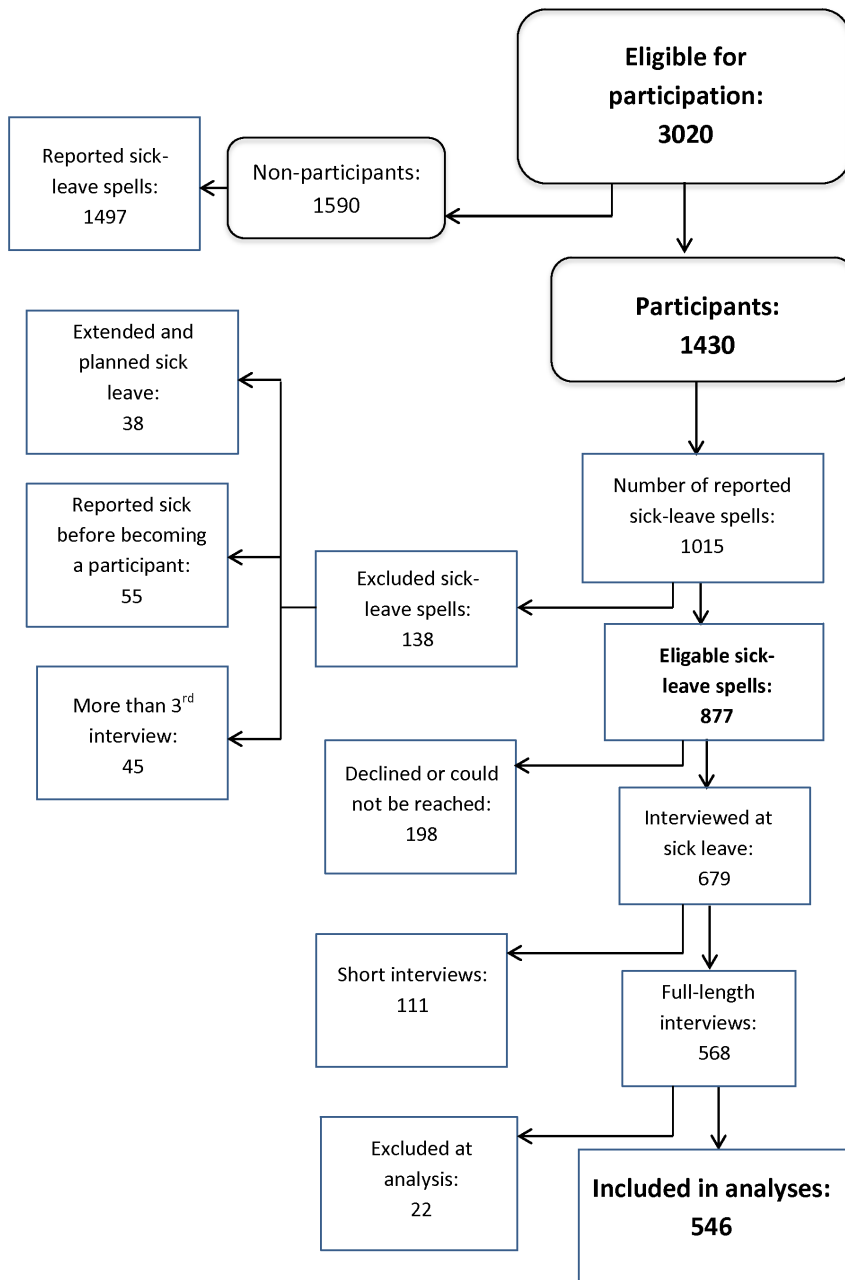 Eligible for
participation:
3020
Reported sick-
leave spells:
1497
Non-participants:
1590
Participants:
1430
Extended and
planned sick
leave:
38
Number of reported
sick-leave spells:
1015
Reported sick
before becoming
a participant:
55
Excluded sick-
leave spells:
138
Eligable sick-
leave spells:
877
More than 3rd
interview:
45
Declined or could
not be reached:
198
Interviewed at
sick leave:
679
Short interviews:
111
Full-length
interviews:
568
Excluded at
analysis:
22
Included in analyses:
546